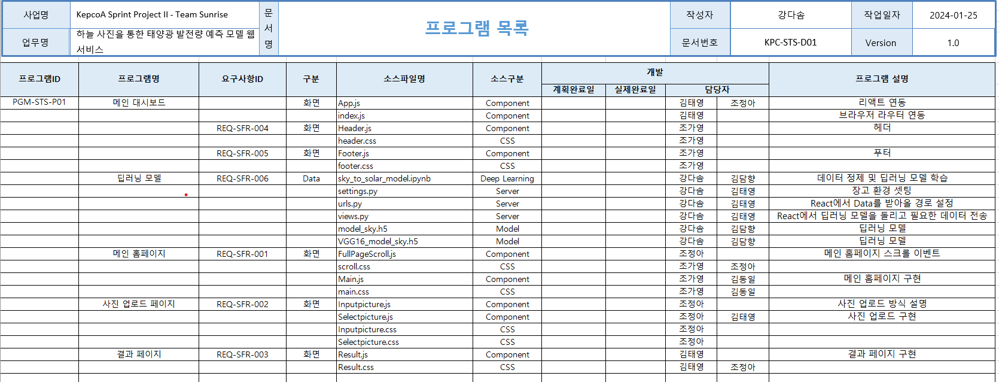 사업명 KepcoA Sprint Project II - Team Sunrise 문서명 프로그램 목록 작성자 강다솜 작업일자 2024-01-25
업무명 하늘 사진을 통한 태양광 발전량 예측 모델 웹 서비스 문서번호 KPC-STS-D01 Version 1.0
프로그램ID 프로그램명 요구사항ID 구분 소스파일명 소스구분 개발 프로그램 설명
계획완료일 실제완료일 담당자
PGM-STS-P01 메인 대시보드 화면 App.js Component 김태영 조정아 리액트 연동
index.js Component 김태영 브라우저 라우터 연동
REQ-SFR-004 화면 Header.js Component 조가영 헤더
header.css CSS 조가영
REQ-SFR-005 화면 Footer.js Component 조가영 푸터
footer.css CSS 조가영
딥러닝 모델 REQ-SFR-006 Data sky_to_solar_model.ipynb Deep Learning 강다솜 김담향 데이터 정제 및 딥러닝 모델 학습
settings.py Server 강다솜 김태영 장고 환경 셋팅
urls.py Server 강다솜 김태영 React에서 Data를 받아올 경로 설정
views.py Server 강다솜 김태영 React에서 딥러닝 모델을 돌리고 필요한 데이터 전송
model_sky.h5 Model 강다솜 김담향 딥러닝 모델
VGG16_model_sky.h5 Model 강다솜 김담향 딥러닝 모델
메인 홈페이지 REQ-SFR-001 화면 FullPageScroll.js Component 조정아 메인 홈페이지 스크롤 이벤트
scroll.css CSS 조가영 조정아
Main.js Component 조가영 김동일 메인 홈페이지 구현
main.css CSS 조가영 김동일
사진 업로드 페이지 REQ-SFR-002 화면 Inputpicture.js Component 조정아 사진 업로드 방식 설명
Selectpicture.js Component 조정아 김태영 사진 업로드 구현
Inputpicture.css CSS 조정아
Selectpicture.css CSS 조정아
결과 페이지 REQ-SFR-003 화면 Result.js Component 김태영 결과 페이지 구현
Result.css CSS 김태영 조정아